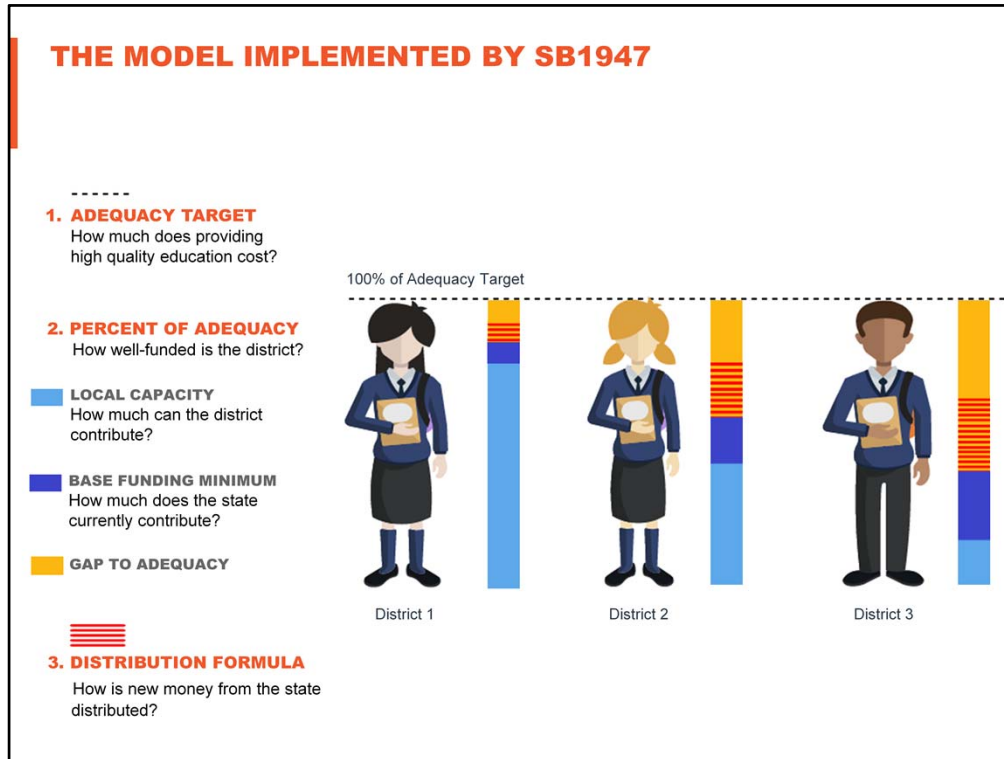 THE MODEL IMPLEMENTED BY SB1947
1. ADEQUACY TARGET
How much does providing
high quality education cost?
2. PERCENT OF ADEQUACY
How well-funded is the district?
LOCAL CAPACITY
How much can the district
contribute?
BASE FUNDING MINIMUM
How much does the state
currently contribute?
GAP TO ADEQUACY
3. DISTRIBUTION FORMULA
How is new money from the state
distributed?
100% of Adequacy Target
District 1
District 2
District 3